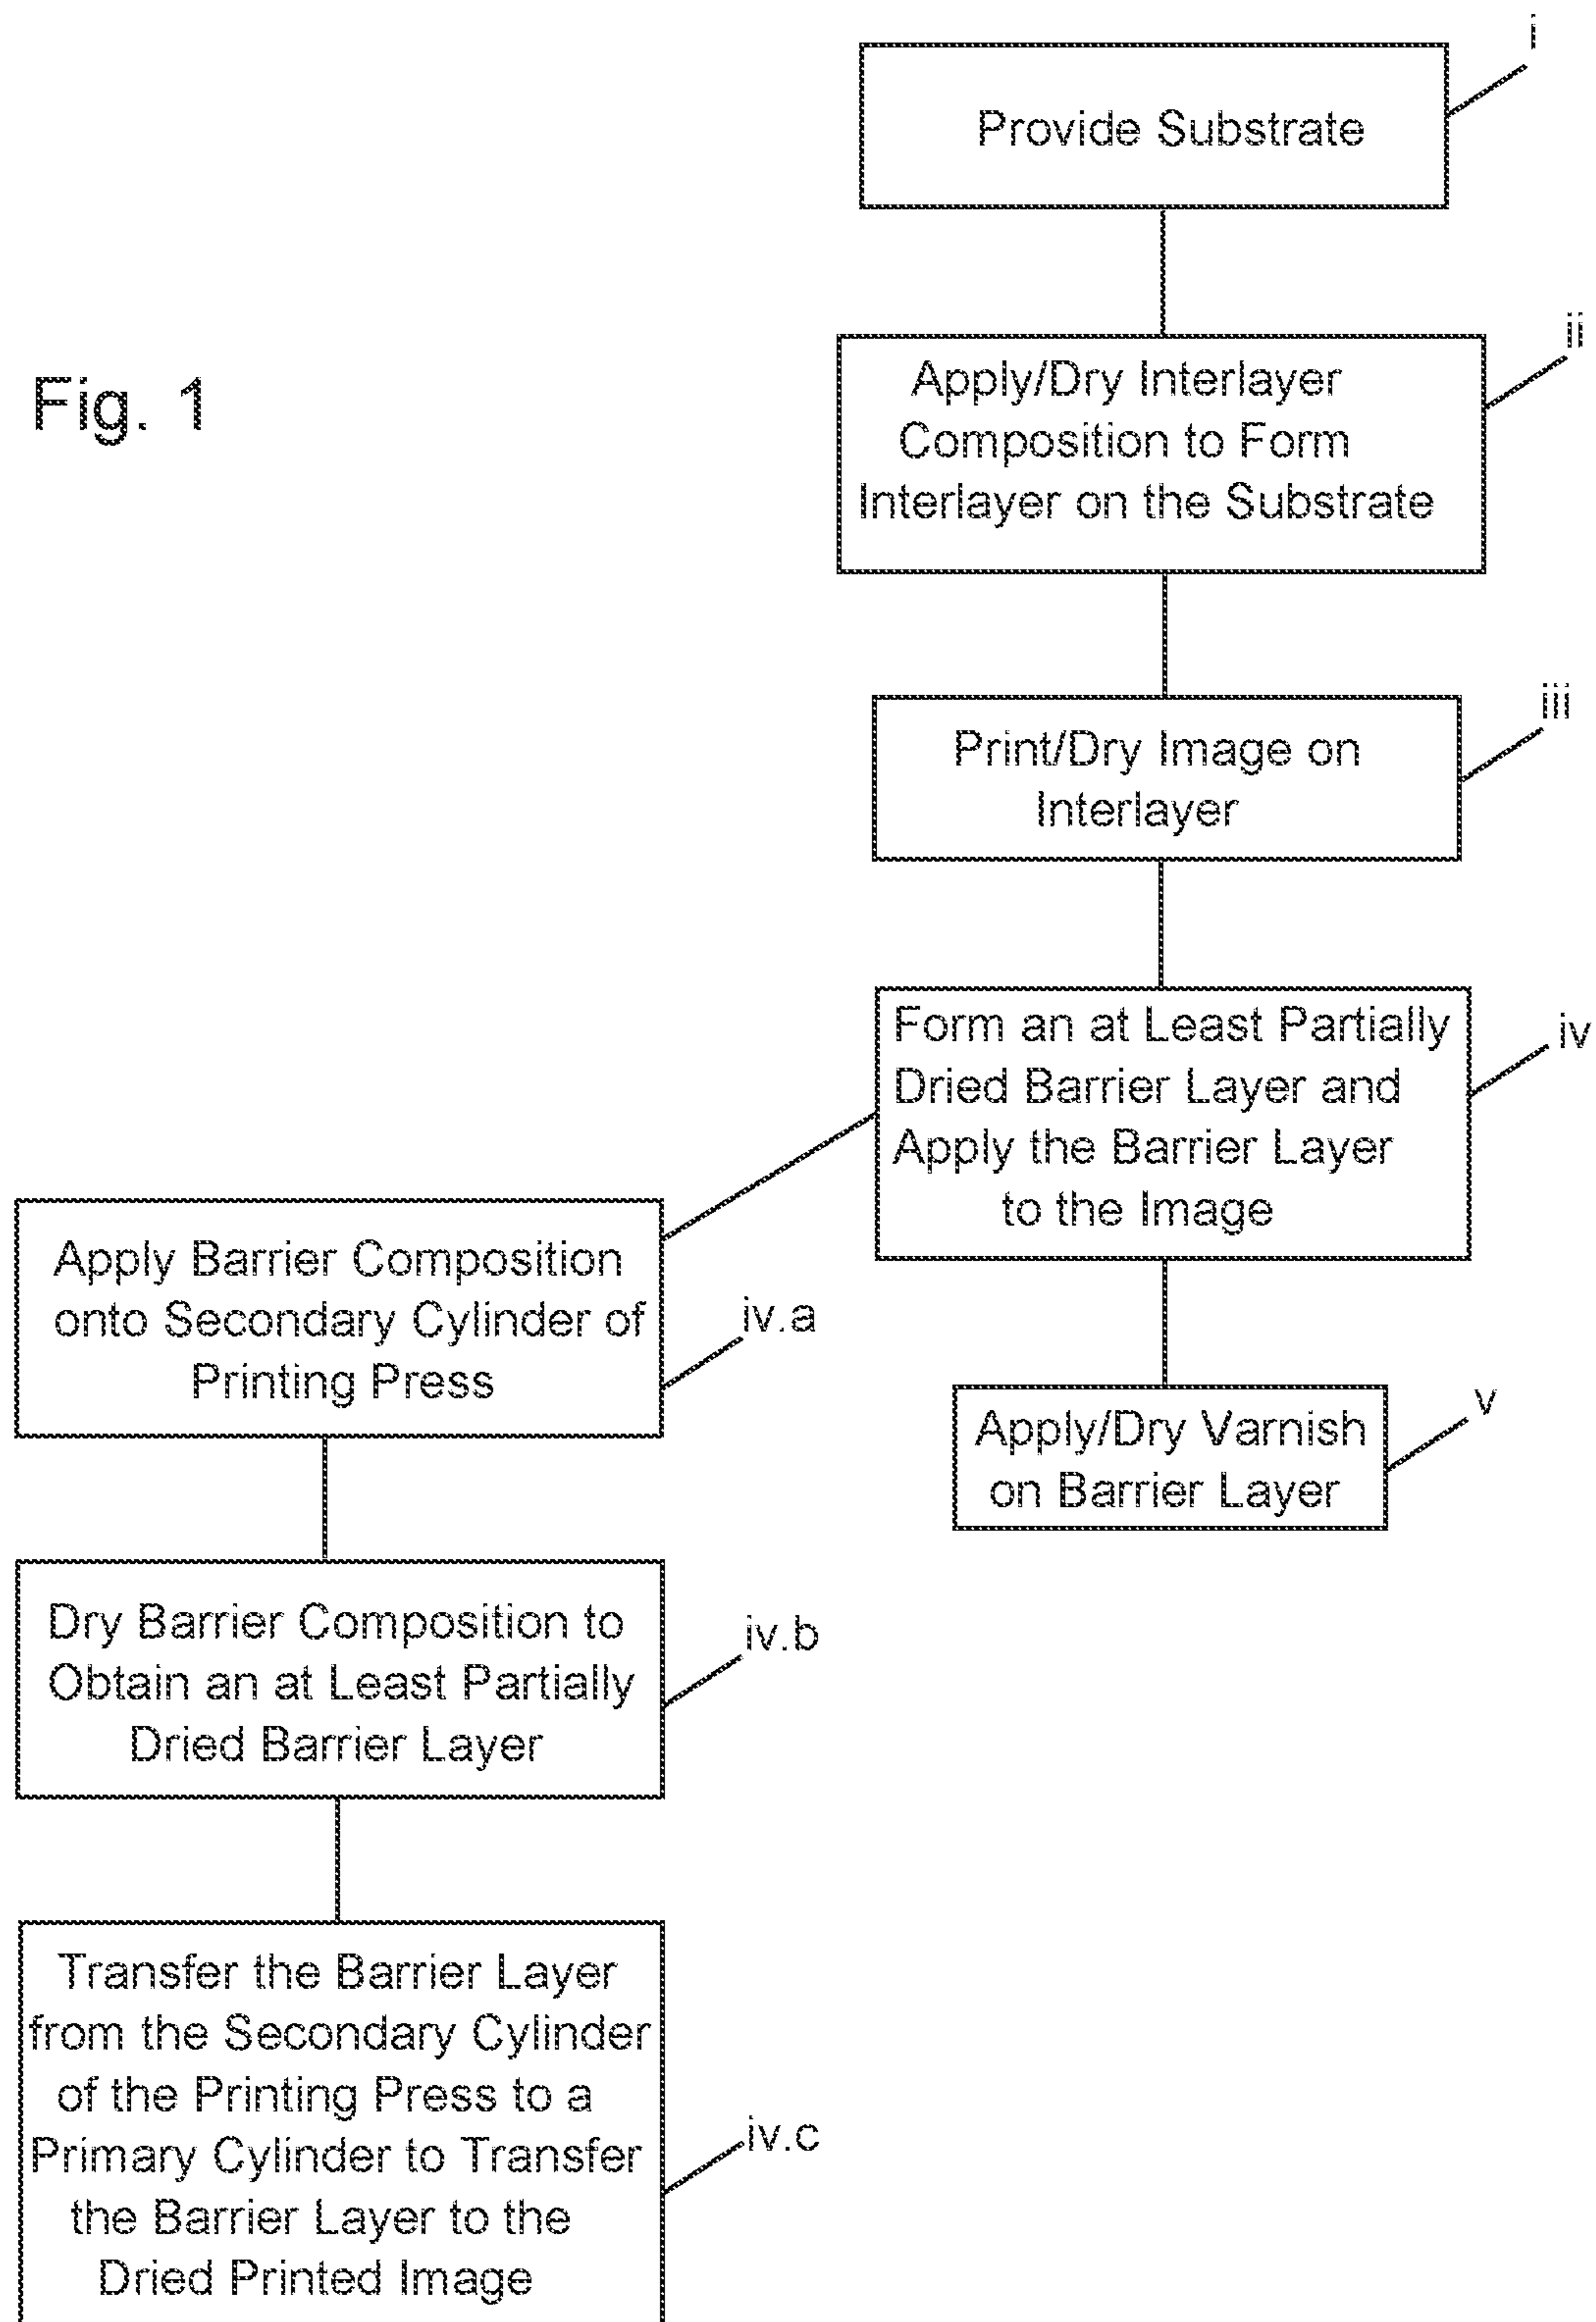 i
Provide Substrate
ii
Fig. 1
Apply/Dry Interlayer
Composition to Form
Interlayer on the Substrate
iii
Print/Dry Image on
Interlayer
iv
Form an at Least Partially
Dried Barrier Layer and
Apply the Barrier Layer
to the Image
Apply Barrier Composition
onto Secondary Cylinder of
Printing Press
iv.a
v
Apply/Dry Varnish
on Barrier Layer
Dry Barrier Composition to
Obtain an at Least Partially
Dried Barrier Layer
iv.b
Transfer the Barrier Layer
from the Secondary Cylinder
of the Printing Press to a
Primary Cylinder to Transfer
the Barrier Layer to the
Dried Printed Image
iv.c